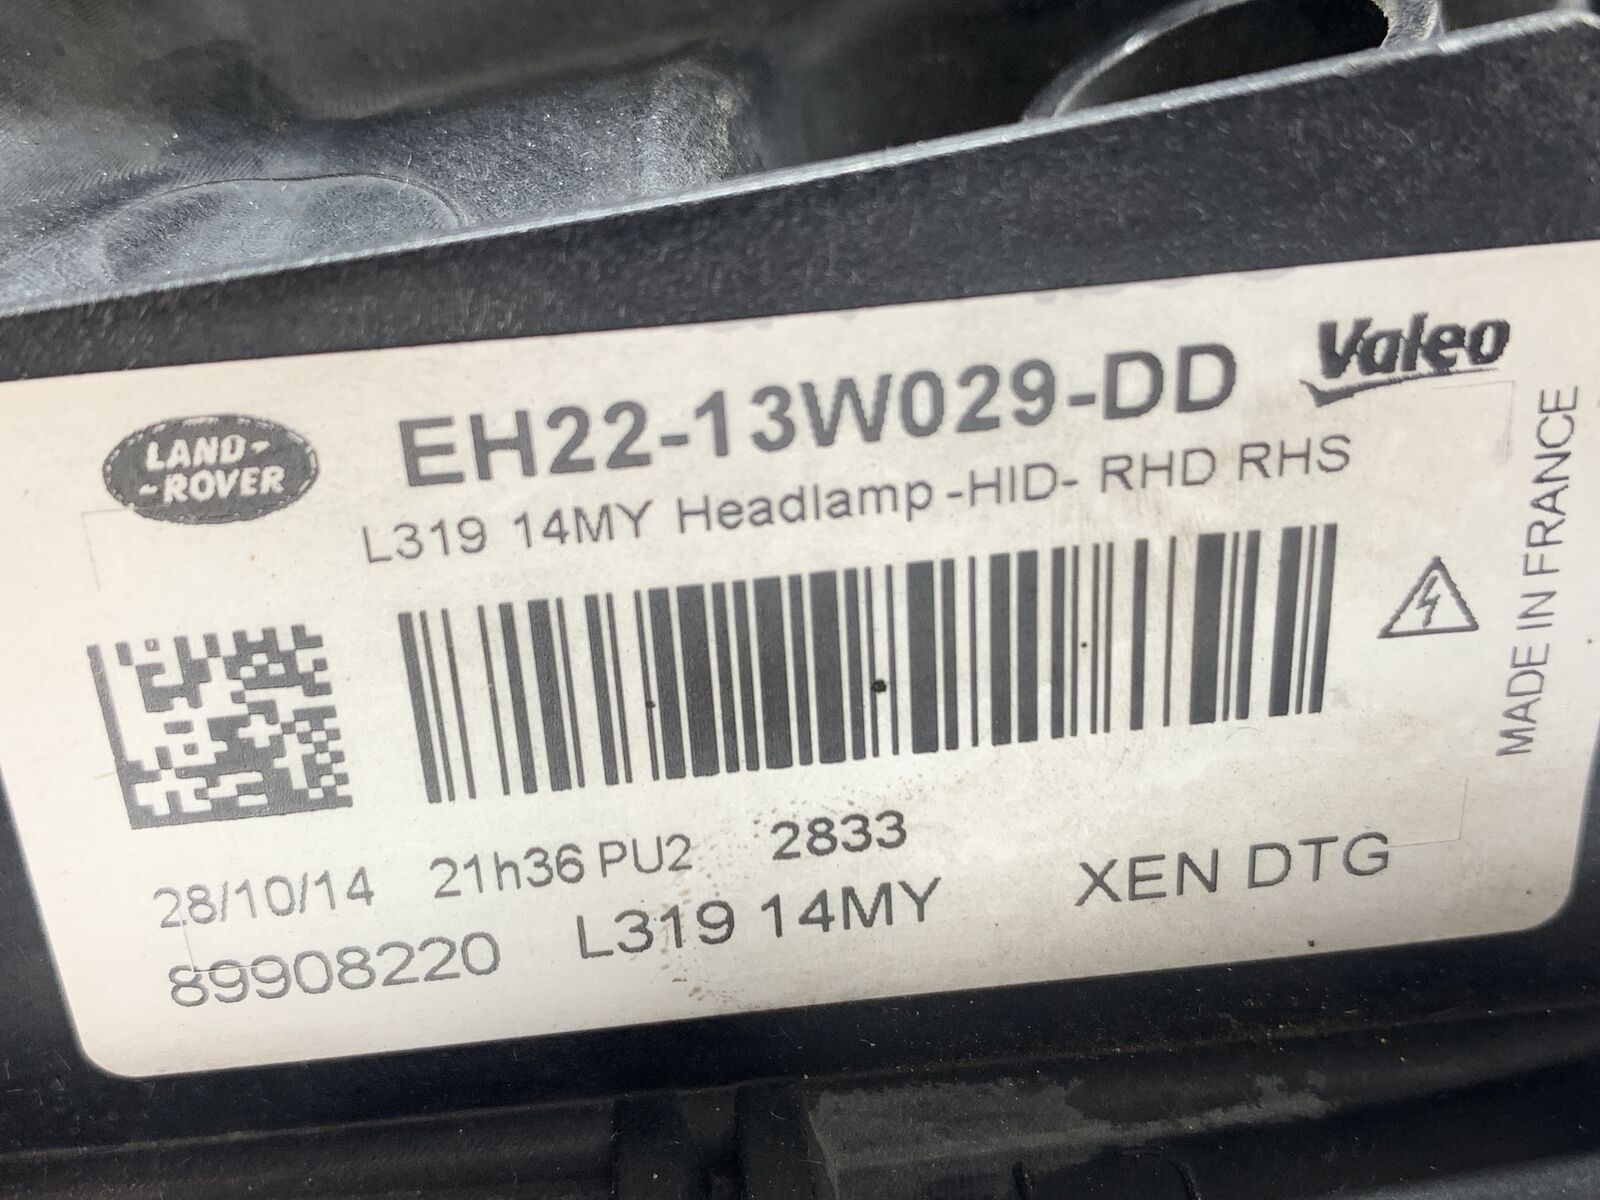 LAND-
-ROVER
EH22-13W029-DD
Valeo
L319 14MY Headlamp -HID- RHD RHS
MADE IN FRANCE
28/10/14 21h36 PU2 2833
89908220 L319 14MY XEN DTG